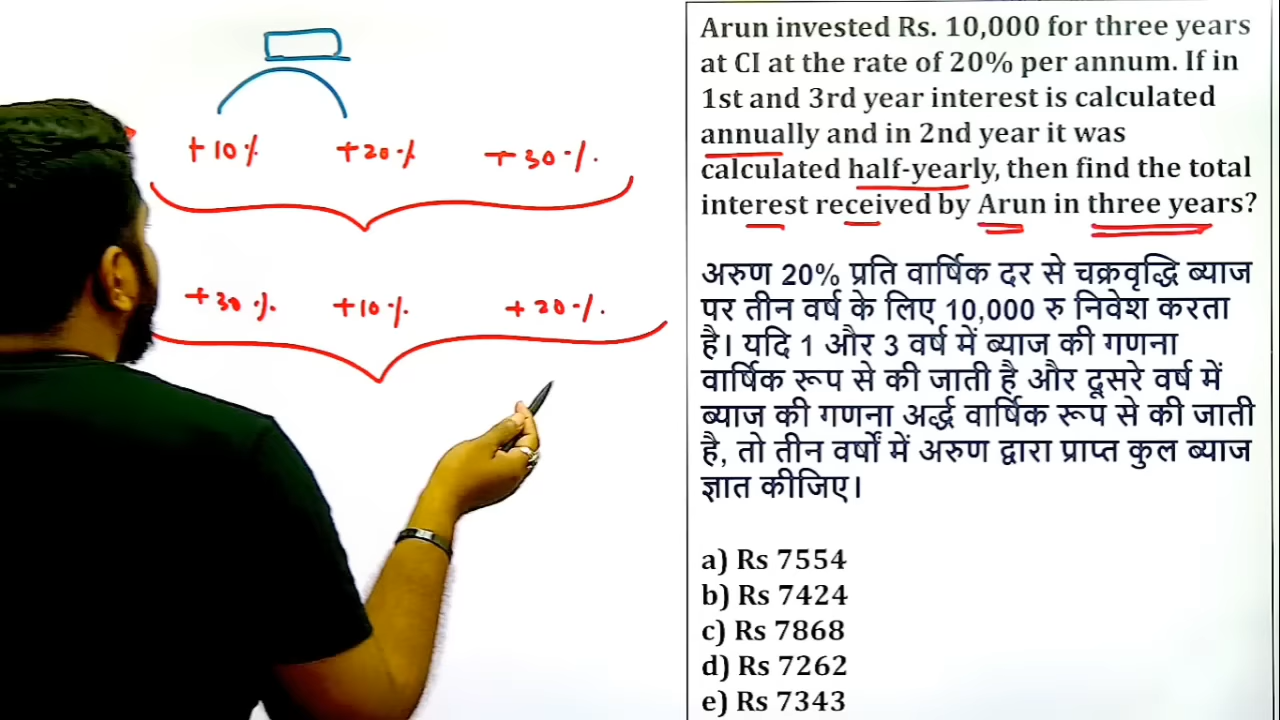 +10% +20% +30%.
+30% +10% +20%.
Arun invested Rs. 10,000 for three years
at CI at the rate of 20% per annum. If in
1st and 3rd year interest is calculated
annually and in 2nd year it was
calculated half-yearly, then find the total
interest received by Arun in three years?
अरुण 20% प्रति वार्षिक दर से चक्रवृद्धि ब्याज
पर तीन वर्ष के लिए 10,000 रु निवेश करता
है। यदि 1 और 3 वर्ष में ब्याज की गणना
वार्षिक रूप से की जाती है और दूसरे वर्ष में
ब्याज की गणना अर्द्ध वार्षिक रूप से की जाती
है, तो तीन वर्षों में अरुण द्वारा प्राप्त कुल ब्याज
ज्ञात कीजिए।
a) Rs 7554
b) Rs 7424
c) Rs 7868
d) Rs 7262
e) Rs 7343